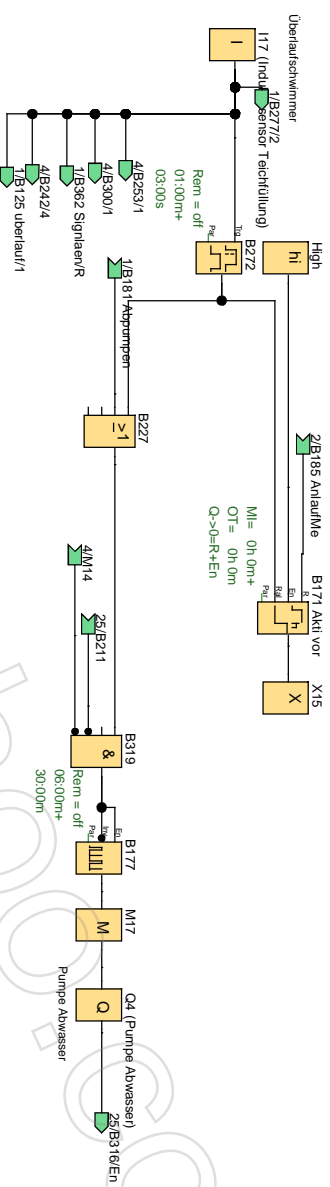 Überlaufschwimmer
I17 (Induktsensor Teichfüllung)
I
1/B277/2
4/B253/1
4/B300/1
1/B362 Signlaen/R
4/B242/4
1/B125 überlauf/1
B272
Trg
Par
Rem = off
01:00m+
03:00s
High
hi
2/B185 AnlaufMe
B171 Akti vor
R
En
Ral
Par
h
MI= 0h 0m+
OT= 0h 0m
Q->0=R+En
X15
X
1/B181 Abpumpen
B227
≥1
4/M14
25/B211
B319
&
B177
En
Inv
Par
Rem = off
06:00m+
30:00m
M17
M
Q4 (Pumpe Abwasser)
Q
Pumpe Abwasser
25/B316/En